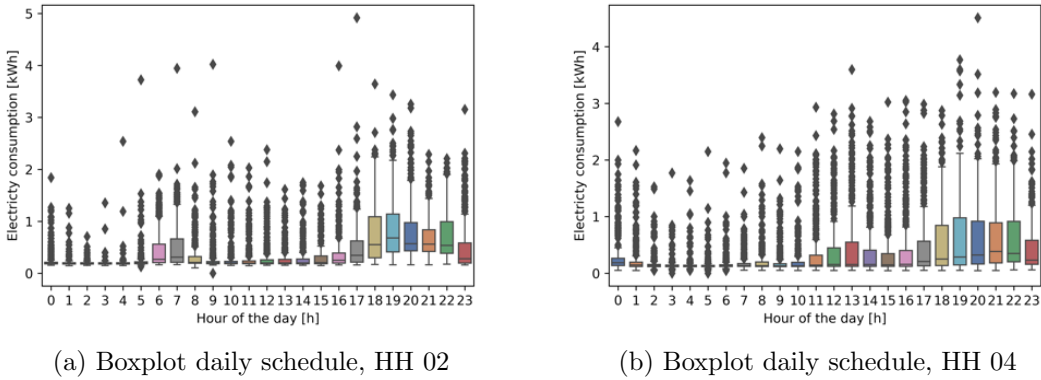 Electricty consumption [kWh]
5
4
3
2
1
0
0 1 2 3 4 5 6 7 8 9 10 11 12 13 14 15 16 17 18 19 20 21 22 23
Hour of the day [h]
(a) Boxplot daily schedule, HH 02
Electricty consumption [kWh]
4
3
2
1
0
0 1 2 3 4 5 6 7 8 9 10 11 12 13 14 15 16 17 18 19 20 21 22 23
Hour of the day [h]
(b) Boxplot daily schedule, HH 04